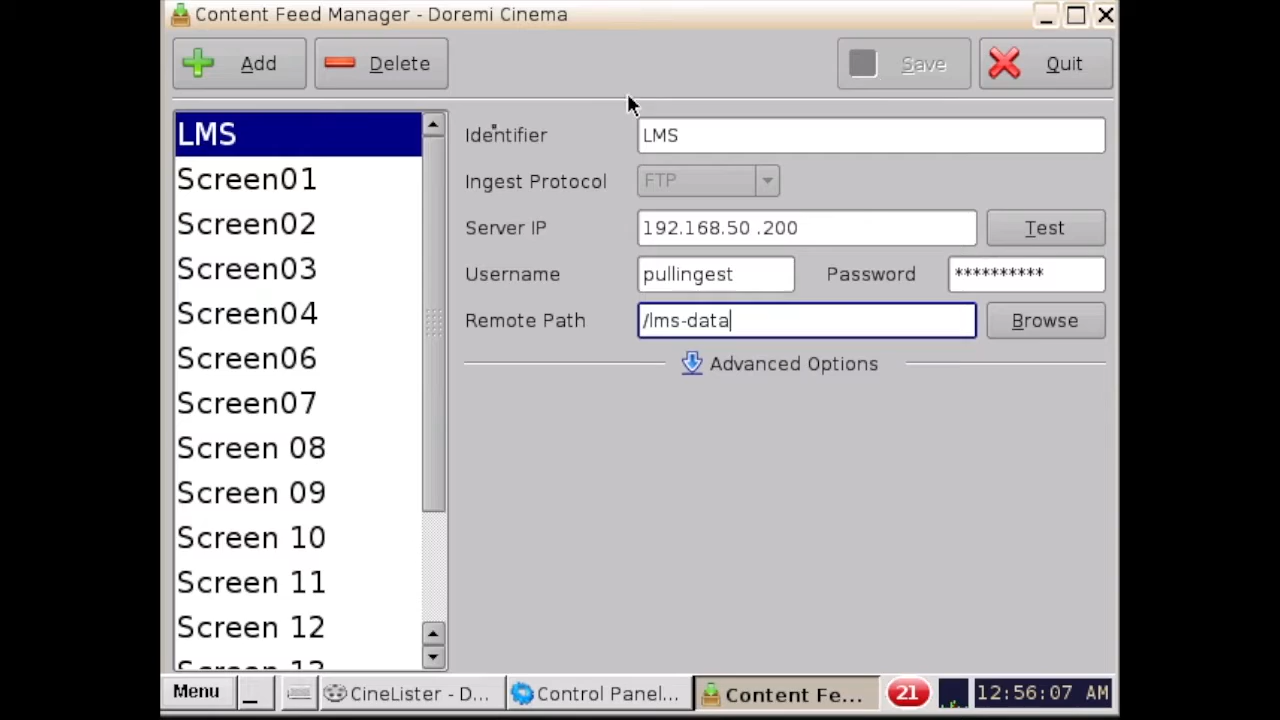 Content Feed Manager - Doremi Cinema
Add
Delete
Save
Quit
LMS
Screen01
Screen02
Screen03
Screen04
Screen06
Screen07
Screen 08
Screen 09
Screen 10
Screen 11
Screen 12
Identifier
LMS
Ingest Protocol
FTP
Server IP
192.168.50 .200
Test
Username
pullingest
Password
**********
Remote Path
/lms-data
Browse
Advanced Options
Menu
CineLister - D...
Control Panel...
Content Fe...
21
12:56:07 AM